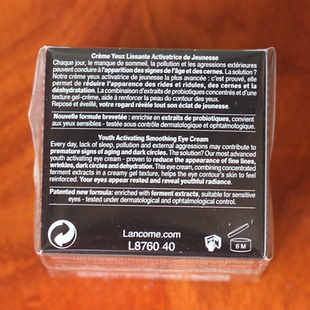 Crème Yeux Lissante Activatrice de Jeunesse
Chaque jour, le manque de sommeil, la pollution et les agressions extérieures
peuvent conduire à l'apparition des signes de l'âge et des cernes. La solution ?
Notre crème yeux activatrice de jeunesse la plus avancée : c'est prouvé, elle
permet de réduire l'apparence des rides et ridules, des cernes et la
déshydratation. La combinaison d'extraits de probiotiques concentrés et d'une
texture gel-crème, aide à renforcer la peau du contour des yeux.
Reposé et éveillé, votre regard révèle tout son éclat de jeunesse.
Nouvelle formule brevetée : enrichie en extraits de probiotiques, convient
aux yeux sensibles - testée sous contrôle dermatologique et ophtalmologique.
Youth Activating Smoothing Eye Cream
Every day, lack of sleep, pollution and external aggressions may contribute to
premature signs of aging and dark circles. The solution? Our most advanced
youth activating eye cream - proven to reduce the appearance of fine lines,
wrinkles, dark circles and dehydration. This eye cream, combining concentrated
ferment extracts in a creamy gel texture, helps the eye contour's skin to feel
reinforced. Your eyes appear rested and reveal youthful radiance.
Patented new formula: enriched with ferment extracts, suitable for sensitive
eyes - tested under dermatological and ophtalmological control.
Lancome.com
L8760 40
6 M